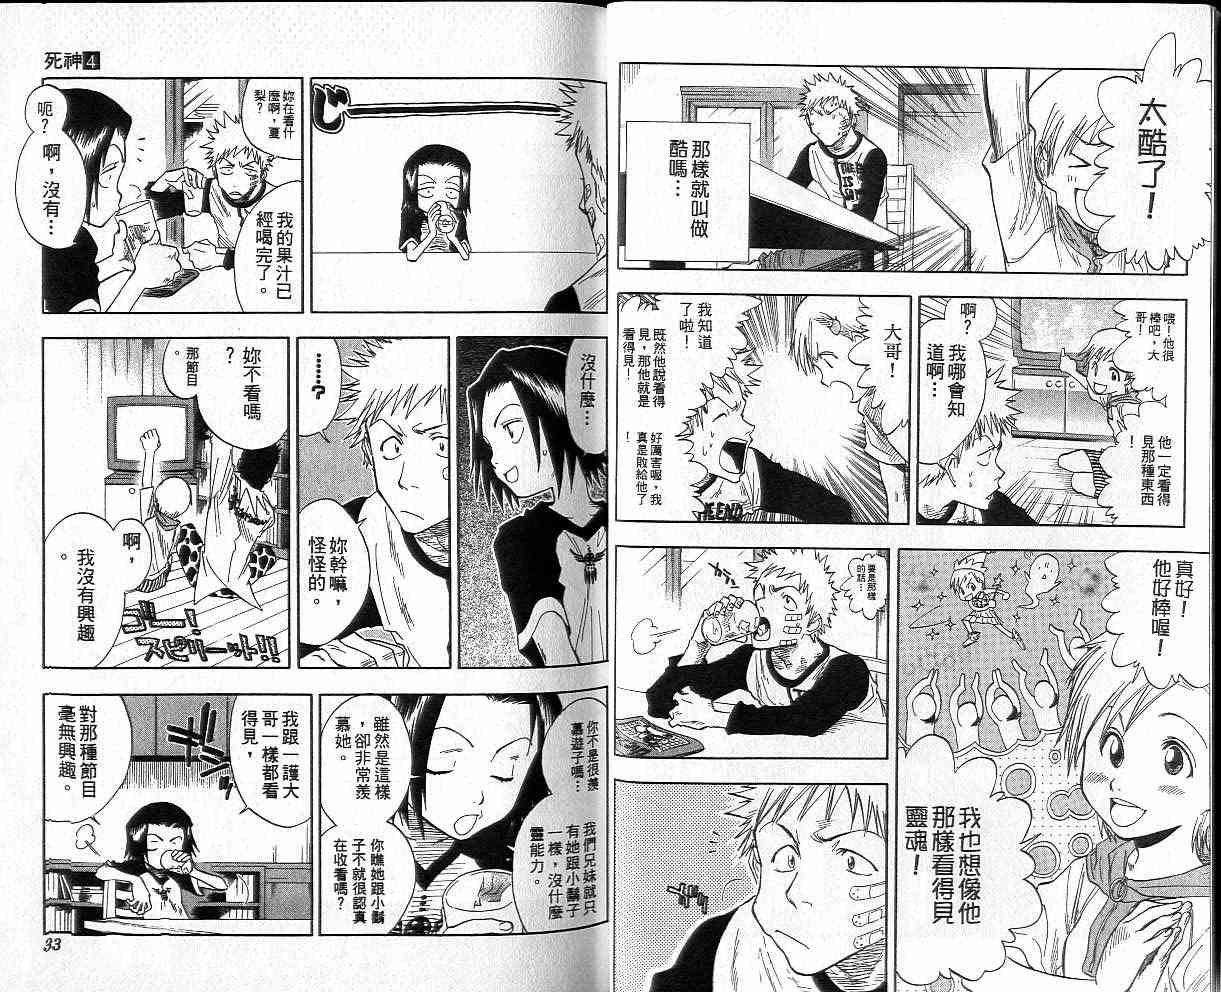 太酷了！
那樣就叫做
酷嗎…
喂！他很
棒吧，大
哥！
他一定看得
見那種東西
！
啊？
我哪會知
道啊…
大哥！
我知道
了啦！
既然他說看得
見，那他就是
看得見！
好厲害喔，我
真是敗給他了
！
真好！
他好棒喔！
我也想像他
那樣看得見
靈魂！
要是那樣
的話…
死神4
じ
妳在看什
麼啊，夏
梨？
我的果汁已
經喝完了。
呃？
啊，沒有…
沒什麼…
……？
妳幹嘛，
怪怪的。
妳不看嗎
？
那節目
。
啊，
我沒有興趣
。
ゴー！
スピリーッツ!!
你不是很羨
慕遊子嗎…
我們兄妹就只
有她跟小鬍子
一樣，沒什麼
靈能力。
雖然是這樣
，卻非常羨
慕她。
你瞧她跟小鬍
子不就很認真
在收看嗎？
我跟一護大
哥一樣都看
得見，
對那種節目
毫無興趣。
33